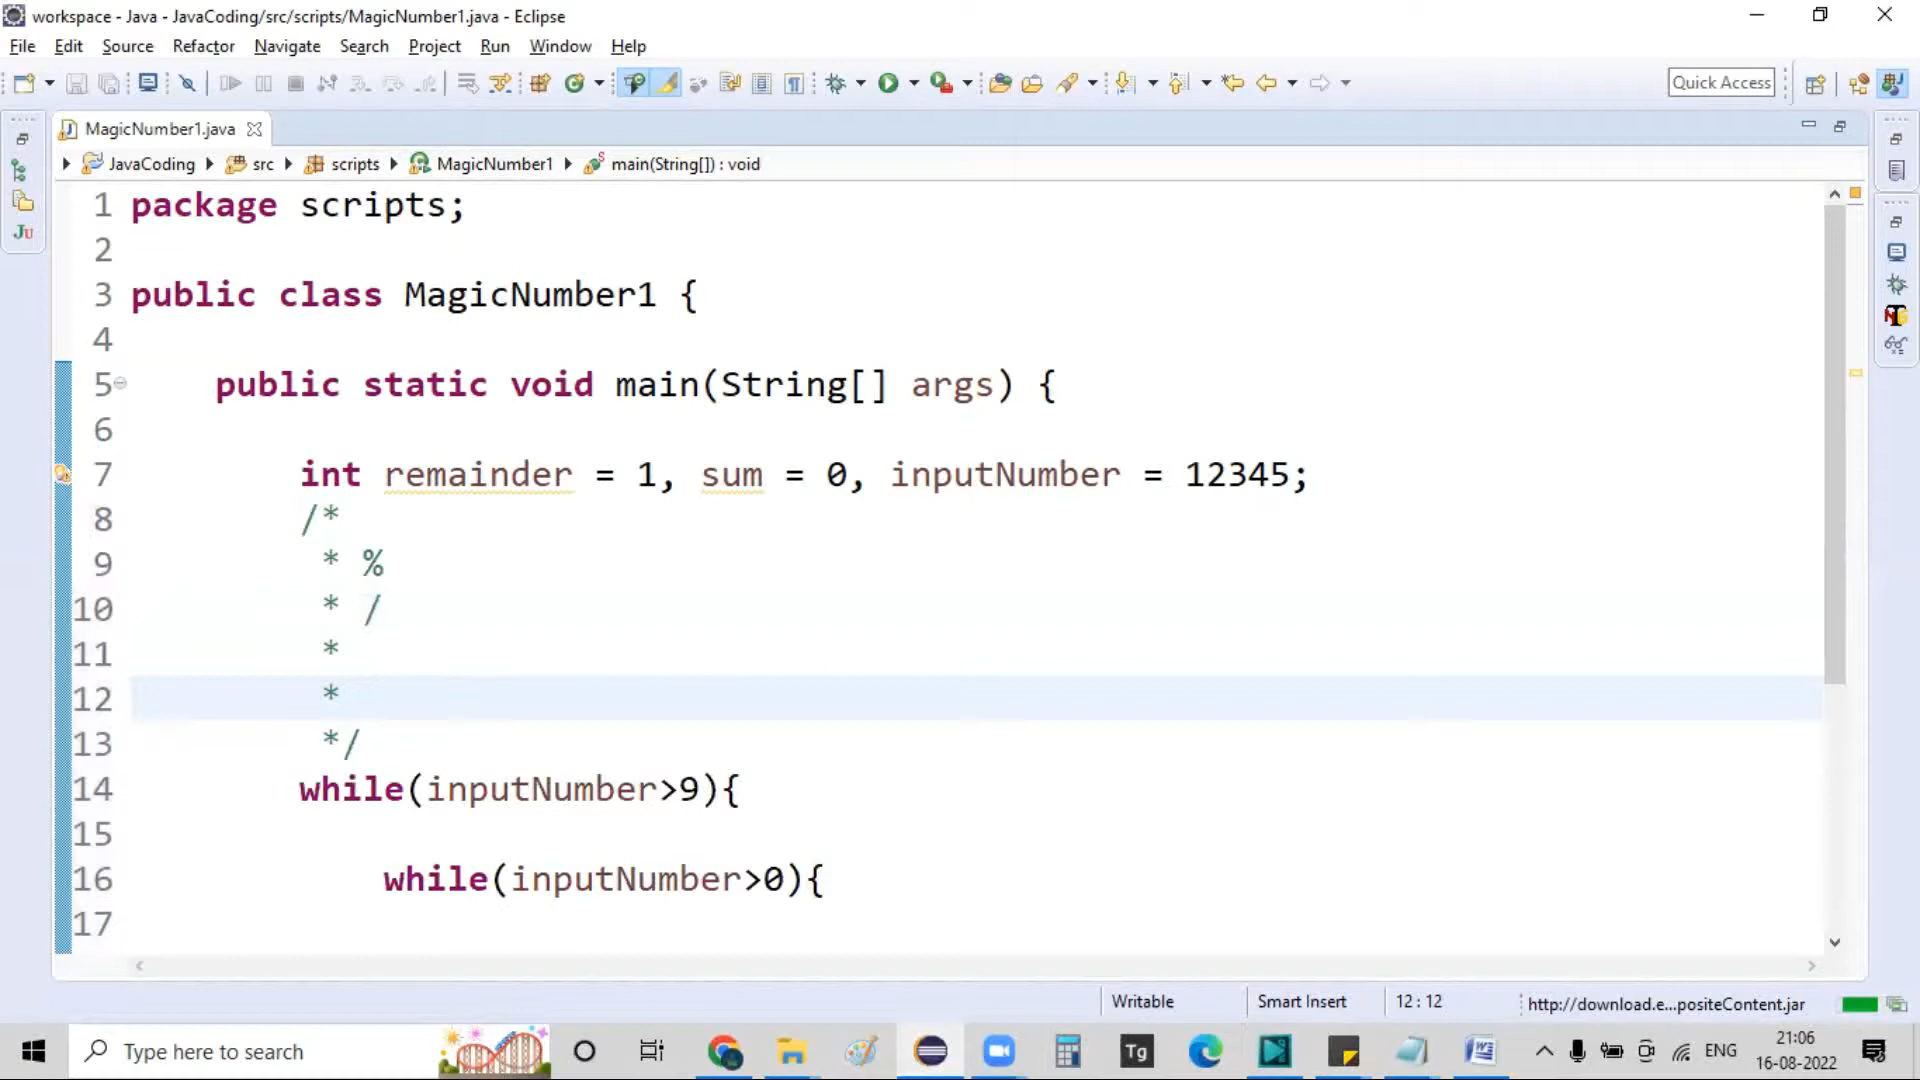 workspace - Java - JavaCoding/src/scripts/MagicNumber1.java - Eclipse
File Edit Source Refactor Navigate Search Project Run Window Help
Quick Access
MagicNumber1.java
JavaCoding src scripts MagicNumber1 main(String[]) : void
1 package scripts;
2
3 public class MagicNumber1 {
4
5 public static void main(String[] args) {
6
7 int remainder = 1, sum = 0, inputNumber = 12345;
8 /*
9 * %
10 * /
11 *
12 *
13 */
14 while(inputNumber>9){
15
16 while(inputNumber>0){
17
Writable Smart Insert 12 : 12 http://download.e...positeContent.jar
Type here to search Tg ENG 21:06
16-08-2022